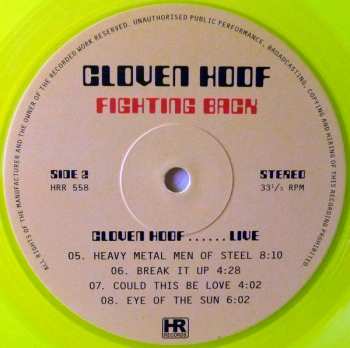 ALL RIGHTS OF THE MANUFACTURER AND THE OWNER OF THE RECORDED WORK RESERVED. UNAUTHORISED PUBLIC PERFORMANCE, BROADCASTING, COPYING AND HIRING OF THIS RECORDING PROHIBITED
CLOVEN HOOF
FIGHTING BACK
SIDE 2
HRR 558
STEREO
33⅓ RPM
CLOVEN HOOF......LIVE
05. HEAVY METAL MEN OF STEEL 8:10
06. BREAK IT UP 4:28
07. COULD THIS BE LOVE 4:02
08. EYE OF THE SUN 6:02
HR
RECORDS